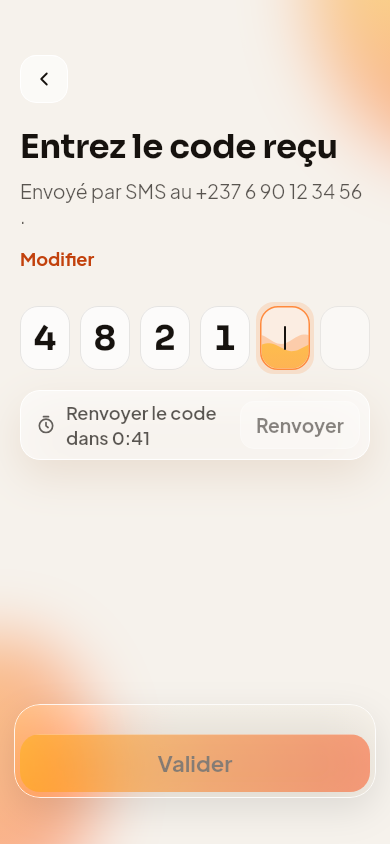 Entrez le code reçu
Envoyé par SMS au +237 6 90 12 34 56
.
Modifier
4 8 2 1
Renvoyer le code
dans 0:41
Renvoyer
Valider